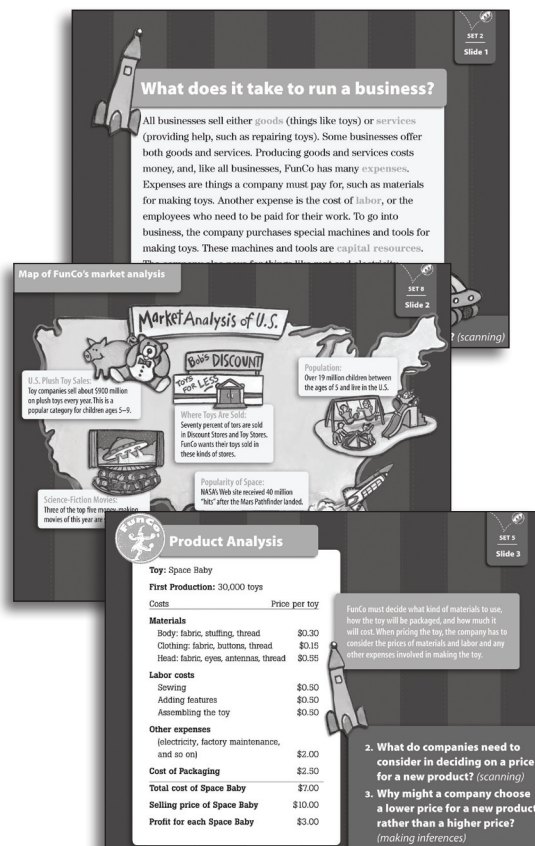 SET 2
Slide 1
What does it take to run a business?
All businesses sell either goods (things like toys) or services
(providing help, such as repairing toys). Some businesses offer
both goods and services. Producing goods and services costs
money, and, like all businesses, FunCo has many expenses.
Expenses are things a company must pay for, such as materials
for making toys. Another expense is the cost of labor, or the
employees who need to be paid for their work. To go into
business, the company purchases special machines and tools for
making toys. These machines and tools are capital resources.
? (scanning)
Map of FunCo's market analysis
SET 8
Slide 2
Market Analysis of U.S.
Bob's DISCOUNT
TOYS FOR LESS
U.S. Plush Toy Sales:
Toy companies sell about $900 million
on plush toys every year. This is a
popular category for children ages 5–9.
Where Toys Are Sold:
Seventy percent of tors are sold
in Discount Stores and Toy Stores.
FunCo wants their toys sold in
these kinds of stores.
Population:
Over 19 million children between
the ages of 5 and live in the U.S.
Science-Fiction Movies:
Three of the top five money-making
movies of this year are
Popularity of Space:
NASA's Web site received 40 million
"hits" after the Mars Pathfinder landed.
FunCo
Product Analysis
SET 5
Slide 3
Toy: Space Baby
First Production: 30,000 toys
Costs Price per toy
Materials
Body: fabric, stuffing, thread $0.30
Clothing: fabric, buttons, thread $0.15
Head: fabric, eyes, antennas, thread $0.55
Labor costs
Sewing $0.50
Adding features $0.50
Assembling the toy $0.50
Other expenses
(electricity, factory maintenance,
and so on) $2.00
Cost of Packaging $2.50
Total cost of Space Baby $7.00
Selling price of Space Baby $10.00
Profit for each Space Baby $3.00
FunCo must decide what kind of materials to use,
how the toy will be packaged, and how much it
will cost. When pricing the toy, the company has to
consider the prices of materials and labor and any
other expenses involved in making the toy.
2. What do companies need to
consider in deciding on a price
for a new product? (scanning)
3. Why might a company choose
a lower price for a new product
rather than a higher price?
(making inferences)